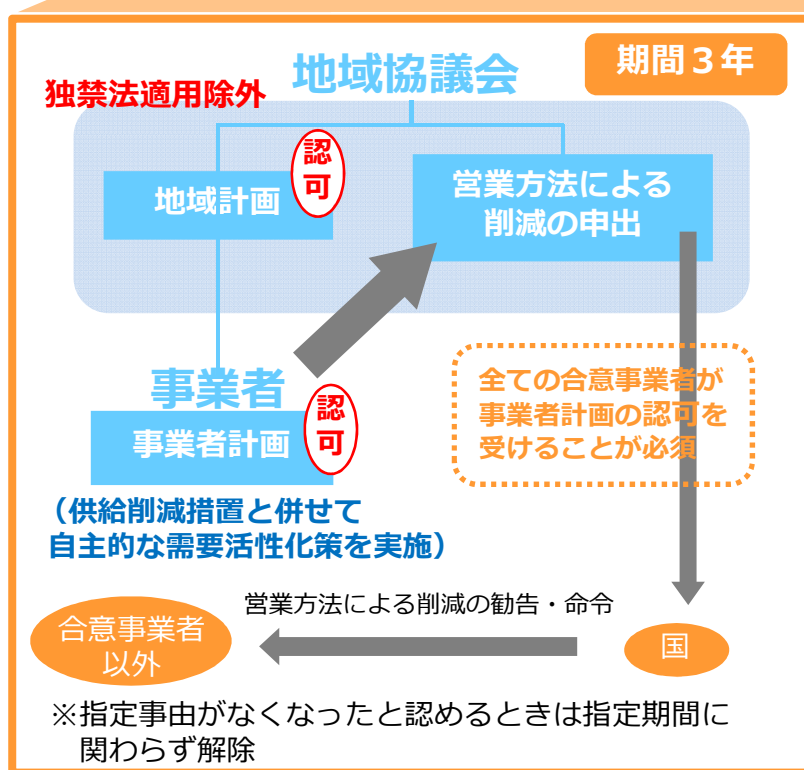 期間３年
地域協議会
独禁法適用除外
認
可
地域計画
営業方法による
削減の申出
事業者
認
可
事業者計画
全ての合意事業者が
事業者計画の認可を
受けることが必須
（供給削減措置と併せて
自主的な需要活性化策を実施）
営業方法による削減の勧告・命令
合意事業者
以外
国
※指定事由がなくなったと認めるときは指定期間に
関わらず解除